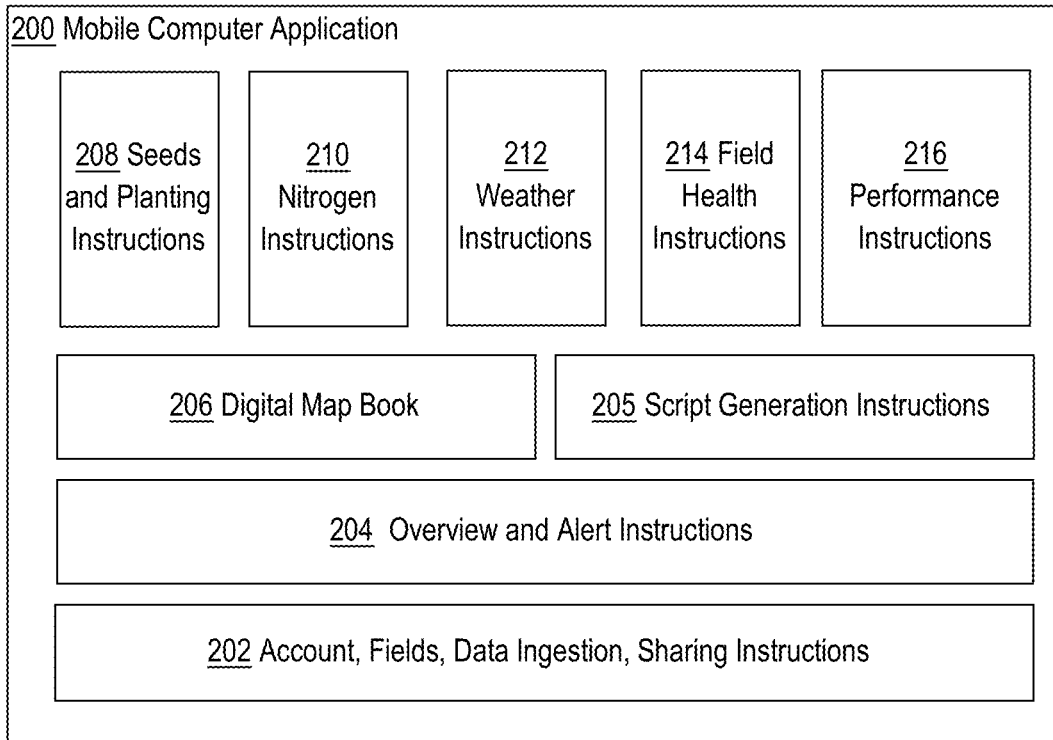 200 Mobile Computer Application
208 Seeds
and Planting
Instructions
210
Nitrogen
Instructions
212
Weather
Instructions
214 Field
Health
Instructions
216
Performance
Instructions
206 Digital Map Book
205 Script Generation Instructions
204 Overview and Alert Instructions
202 Account, Fields, Data Ingestion, Sharing Instructions